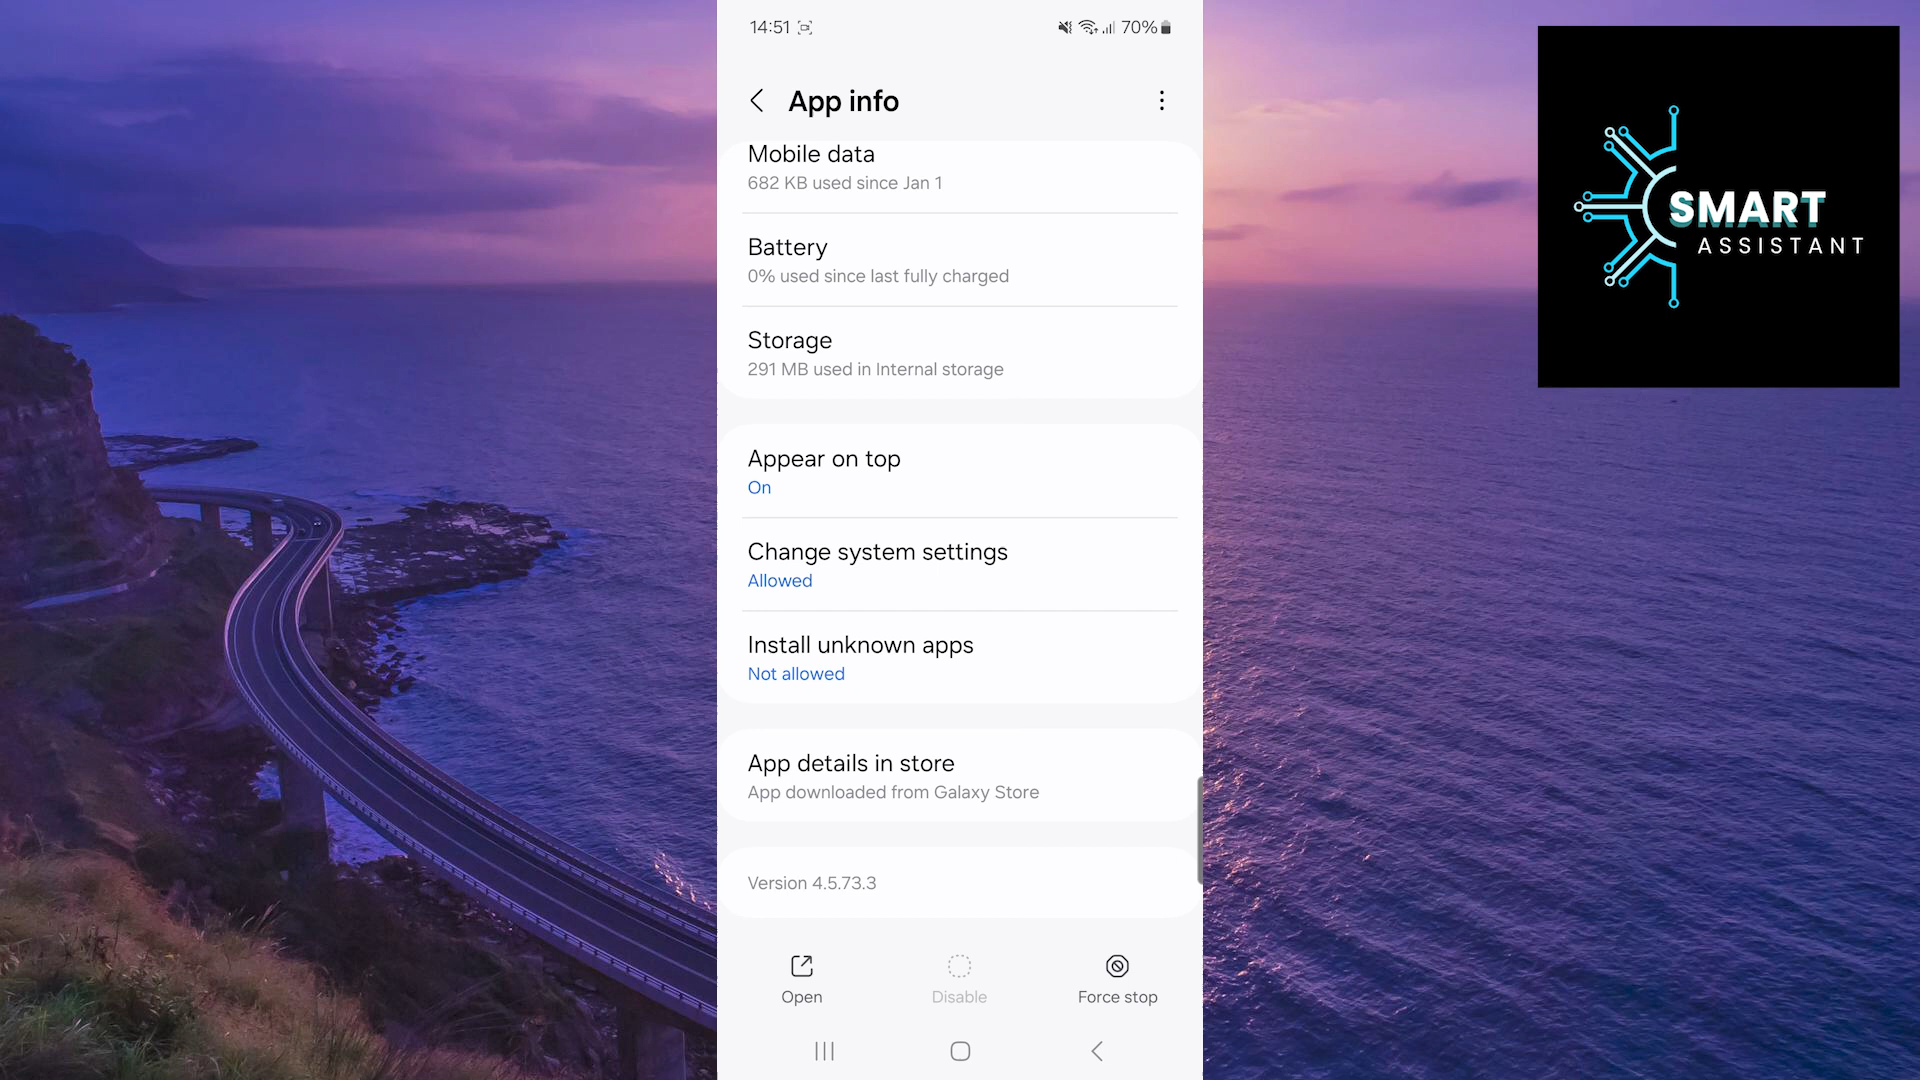 14:51
70%
App info
Mobile data
682 KB used since Jan 1
Battery
0% used since last fully charged
Storage
291 MB used in Internal storage
Appear on top
On
Change system settings
Allowed
Install unknown apps
Not allowed
App details in store
App downloaded from Galaxy Store
Version 4.5.73.3
Open
Disable
Force stop
SMART
ASSISTANT